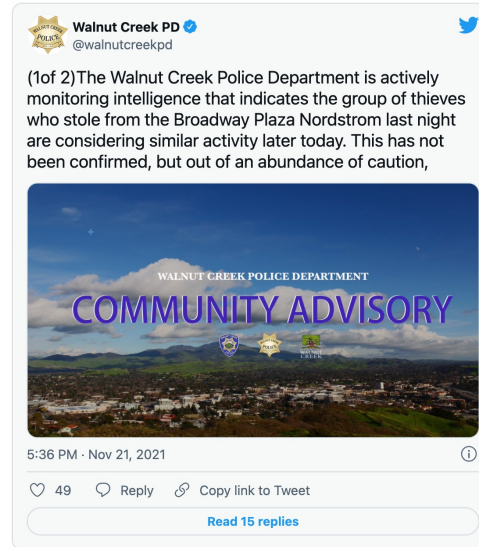 Walnut Creek PD
@walnutcreekpd
(1of 2)The Walnut Creek Police Department is actively
monitoring intelligence that indicates the group of thieves
who stole from the Broadway Plaza Nordstrom last night
are considering similar activity later today. This has not
been confirmed, but out of an abundance of caution,
WALNUT CREEK POLICE DEPARTMENT
COMMUNITY ADVISORY
WALNUT
CREEK
5:36 PM · Nov 21, 2021
49 Reply Copy link to Tweet
Read 15 replies